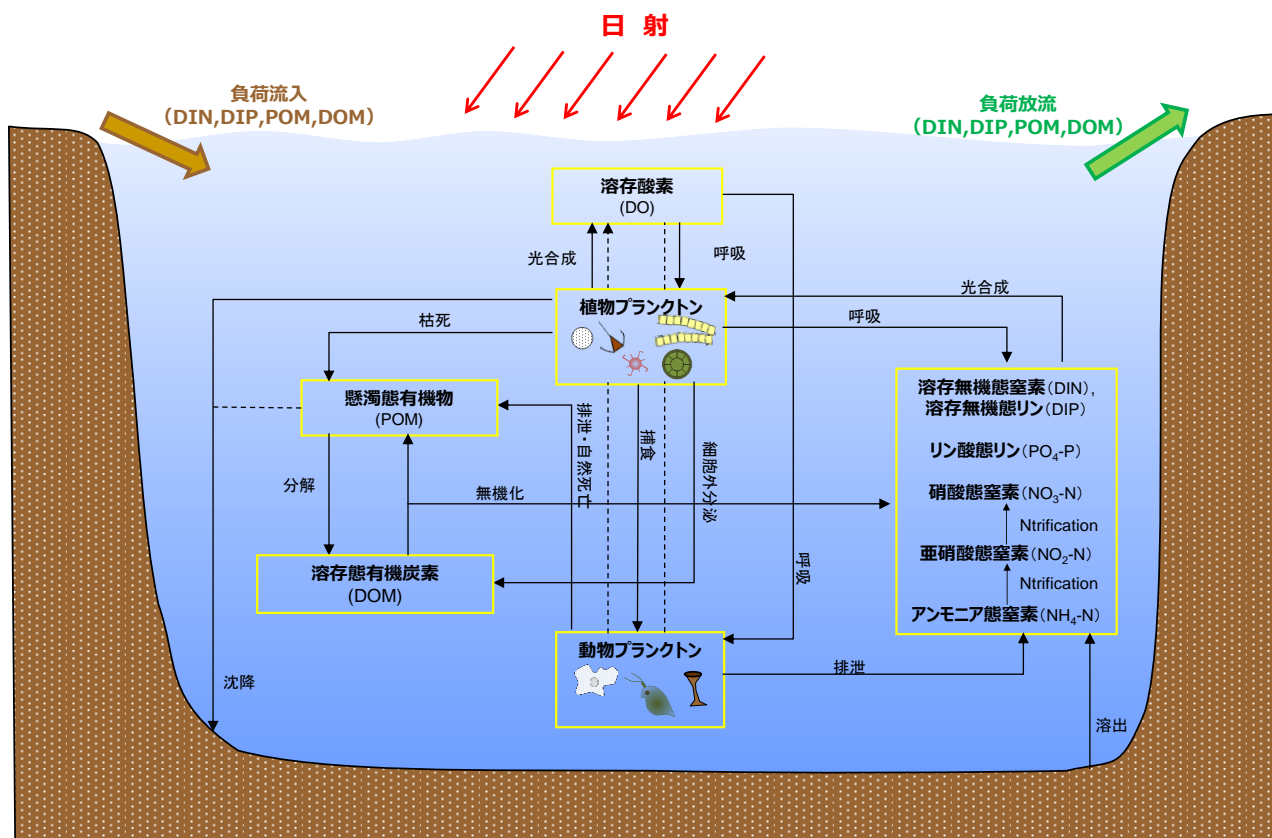 日 射
負荷流入
（DIN,DIP,POM,DOM）
負荷放流
（DIN,DIP,POM,DOM）
溶存酸素
(DO)
光合成
呼吸
光合成
植物プランクトン
枯死
呼吸
懸濁態有機物
(POM)
溶存無機態窒素（DIN）,
溶存無機態リン（DIP）
リン酸態リン（PO₄-P）
硝酸態窒素（NO₃-N）
Ntrification
亜硝酸態窒素（NO₂-N）
Ntrification
アンモニア態窒素（NH₄-N）
排泄・自然死亡
捕食
細胞外分泌
分解
無機化
溶存態有機炭素
(DOM)
呼吸
動物プランクトン
排泄
沈降
溶出